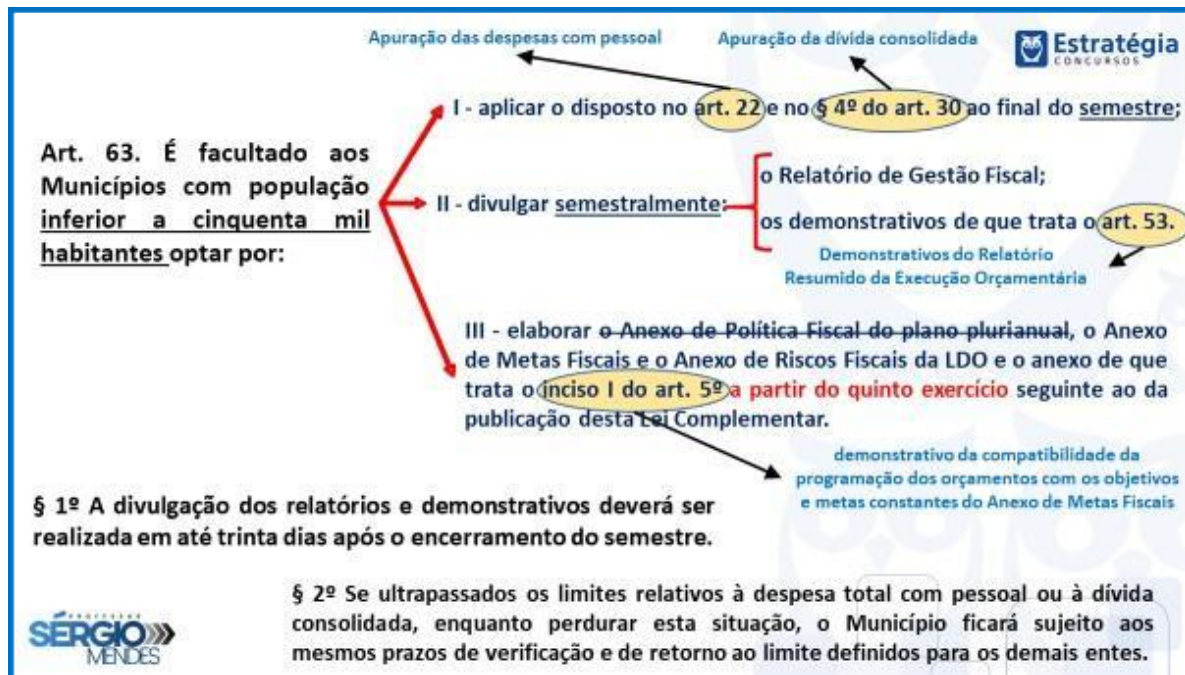 Apuração das despesas com pessoal
Apuração da dívida consolidada
Estratégia
CONCURSOS
I - aplicar o disposto no art. 22 e no § 4º do art. 30 ao final do semestre;
Art. 63. É facultado aos
Municípios com população
inferior a cinquenta mil
habitantes optar por:
II - divulgar semestralmente:
o Relatório de Gestão Fiscal;
os demonstrativos de que trata o art. 53.
Demonstrativos do Relatório
Resumido da Execução Orçamentária
III - elaborar o Anexo de Política Fiscal do plano plurianual, o Anexo
de Metas Fiscais e o Anexo de Riscos Fiscais da LDO e o anexo de que
trata o inciso I do art. 5º a partir do quinto exercício seguinte ao da
publicação desta Lei Complementar.
demonstrativo da compatibilidade da
programação dos orçamentos com os objetivos
e metas constantes do Anexo de Metas Fiscais
§ 1º A divulgação dos relatórios e demonstrativos deverá ser
realizada em até trinta dias após o encerramento do semestre.
§ 2º Se ultrapassados os limites relativos à despesa total com pessoal ou à dívida
consolidada, enquanto perdurar esta situação, o Município ficará sujeito aos
mesmos prazos de verificação e de retorno ao limite definidos para os demais entes.
PROFESSOR
SÉRGIO
MENDES